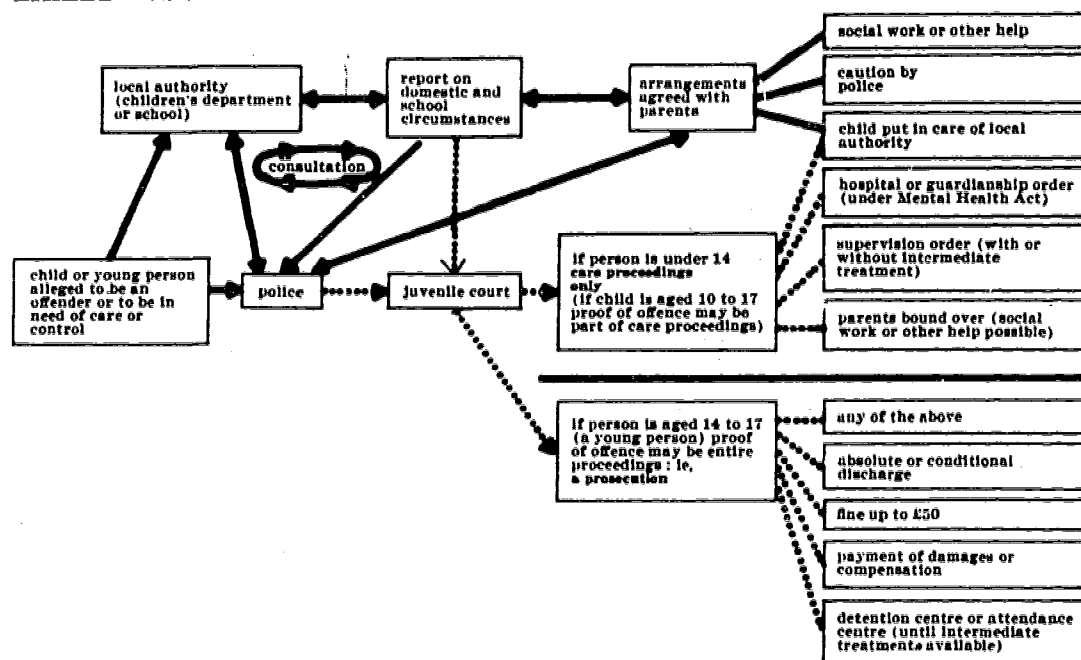 social work or other help
local authority
(children's department
or school)
report on
domestic and
school
circumstances
arrangements
agreed with
parents
caution by
police
child put in care of local
authority
consultation
hospital or guardianship order
(under Mental Health Act)
child or young person
alleged to be an
offender or to be in
need of care or
control
police
juvenile court
if person is under 14
care proceedings
only
(if child is aged 10 to 17
proof of offence may be
part of care proceedings)
supervision order (with or
without intermediate
treatment)
parents bound over (social
work or other help possible)
if person is aged 14 to 17
(a young person) proof
of offence may be entire
proceedings : ie,
a prosecution
any of the above
absolute or conditional
discharge
fine up to £50
payment of damages or
compensation
detention centre or attendance
centre (until intermediate
treatments available)